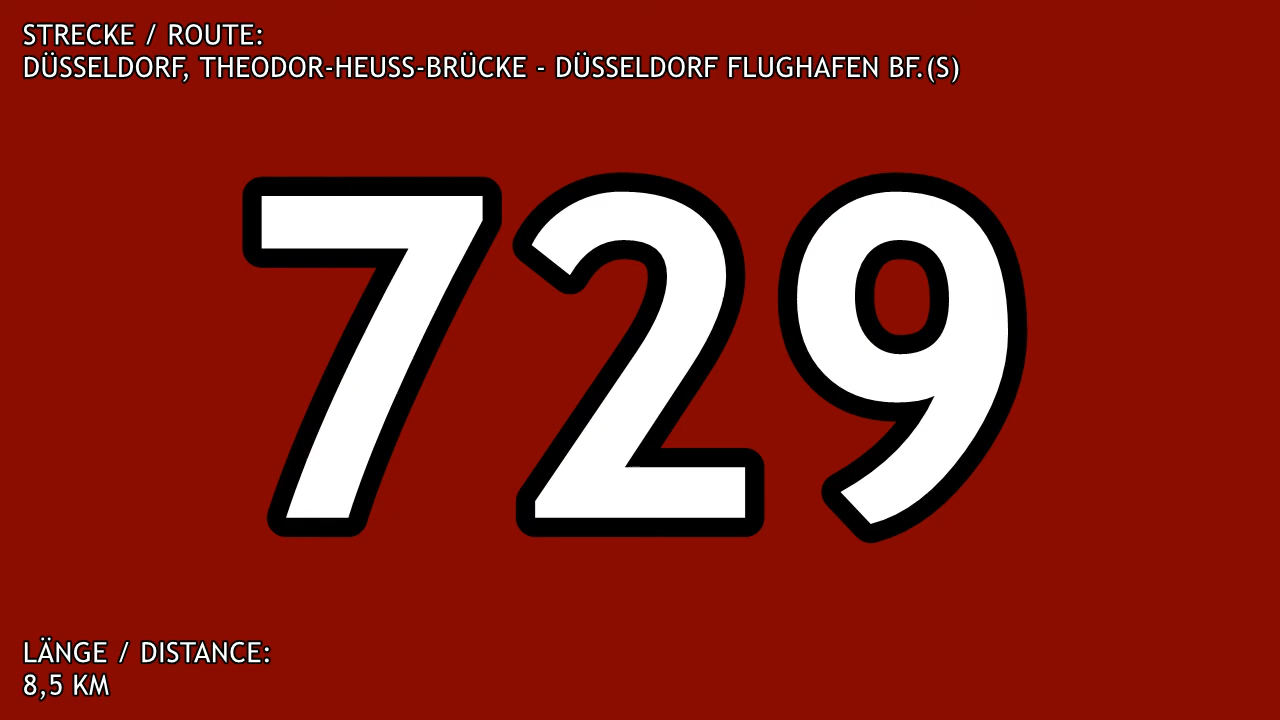 STRECKE / ROUTE:
DÜSSELDORF, THEODOR-HEUSS-BRÜCKE - DÜSSELDORF FLUGHAFEN BF.(S)
729
LÄNGE / DISTANCE:
8,5 KM